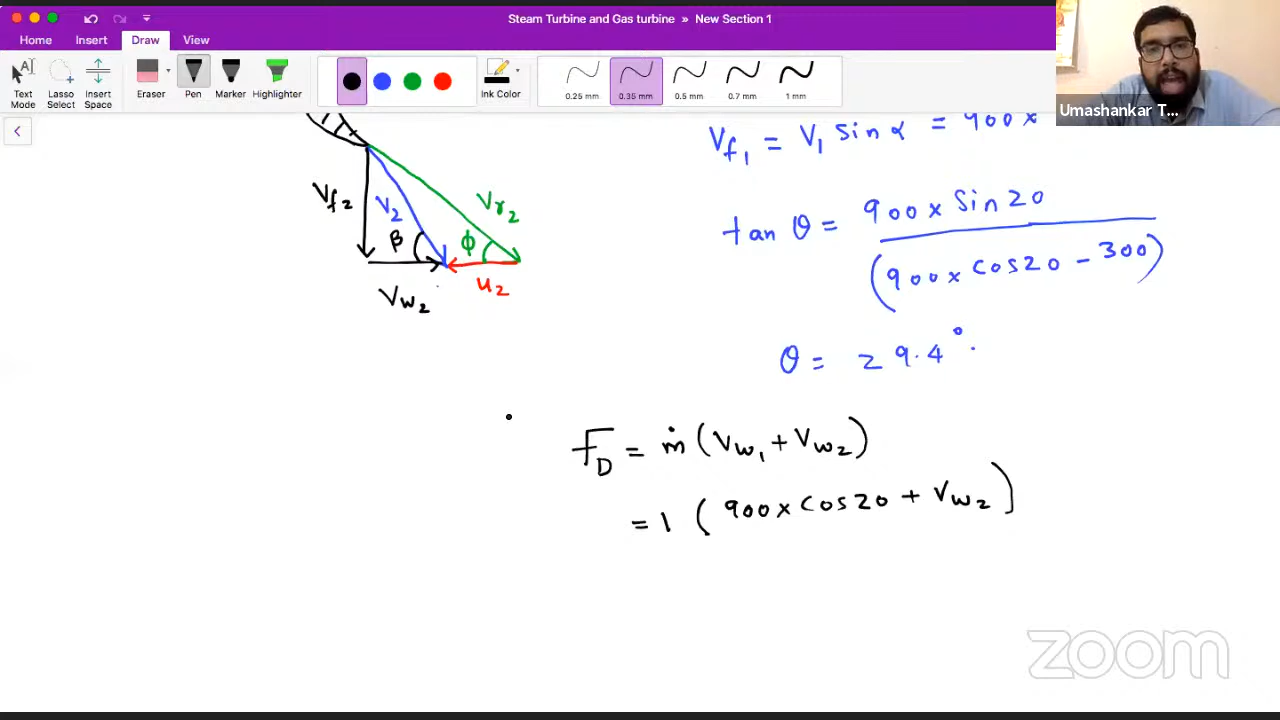 Steam Turbine and Gas turbine » New Section 1
Home Insert Draw View
Text Mode
Lasso Select
Insert Space
Eraser
Pen
Marker
Highlighter
Ink Color
0.25 mm
0.35 mm
0.5 mm
0.7 mm
1 mm
Umashankar T...
Vf1 = V1 sin α = 900 x
Vf2
V2
Vr2
β
φ
Vw2
u2
tan θ = 900 x Sin 20
(900 x cos 20 - 300)
θ = 29.4°.
FD = ṁ (Vw1 + Vw2)
= 1 (900 x cos 20 + Vw2)
zoom